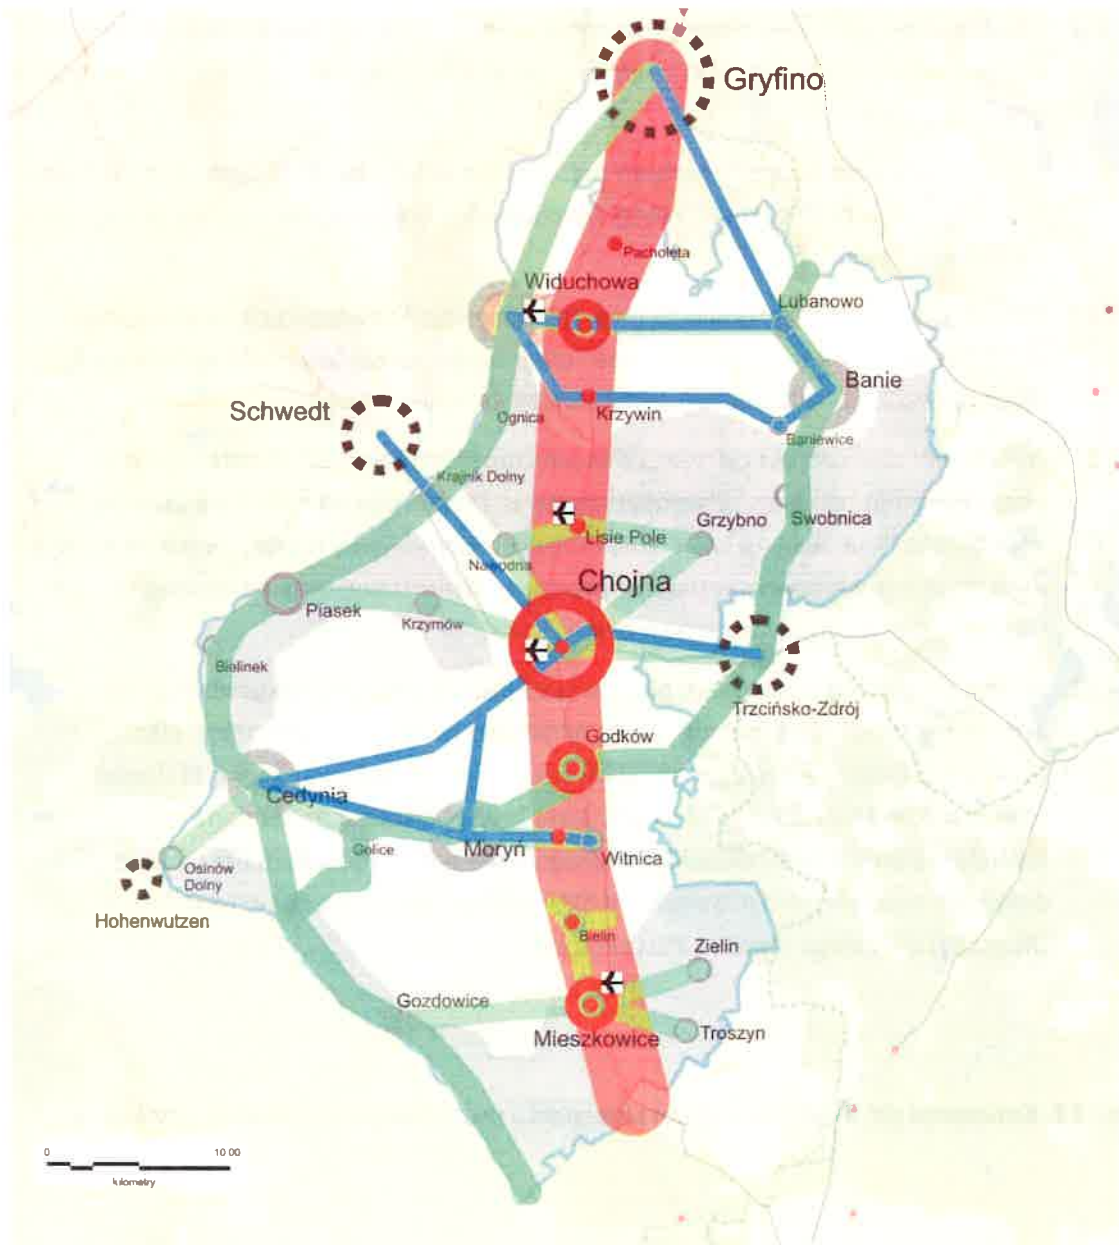 Gryfino
Pacholęta
Widuchowa
Lubanowo
Banie
Schwedt
Ognica
Krzywin
Baniewice
Krajnik Dolny
Grzybno
Swobnica
Lisie Pole
Nawodna
Chojna
Piasek
Krzymów
Bielinek
Trzcińsko-Zdrój
Godków
Cedynia
Golice
Moryń
Witnica
Osinów
Dolny
Hohenwutzen
Bielin
Zielin
Gozdowice
Mieszkowice
Troszyn
0 10 00
kilometry